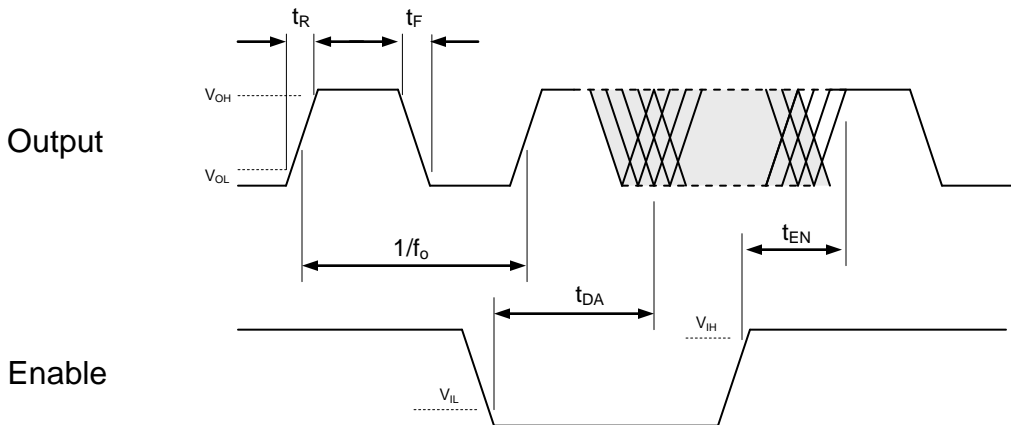 tR
tF
VOH
Output
VOL
1/fo
tEN
tDA
VIH
Enable
VIL